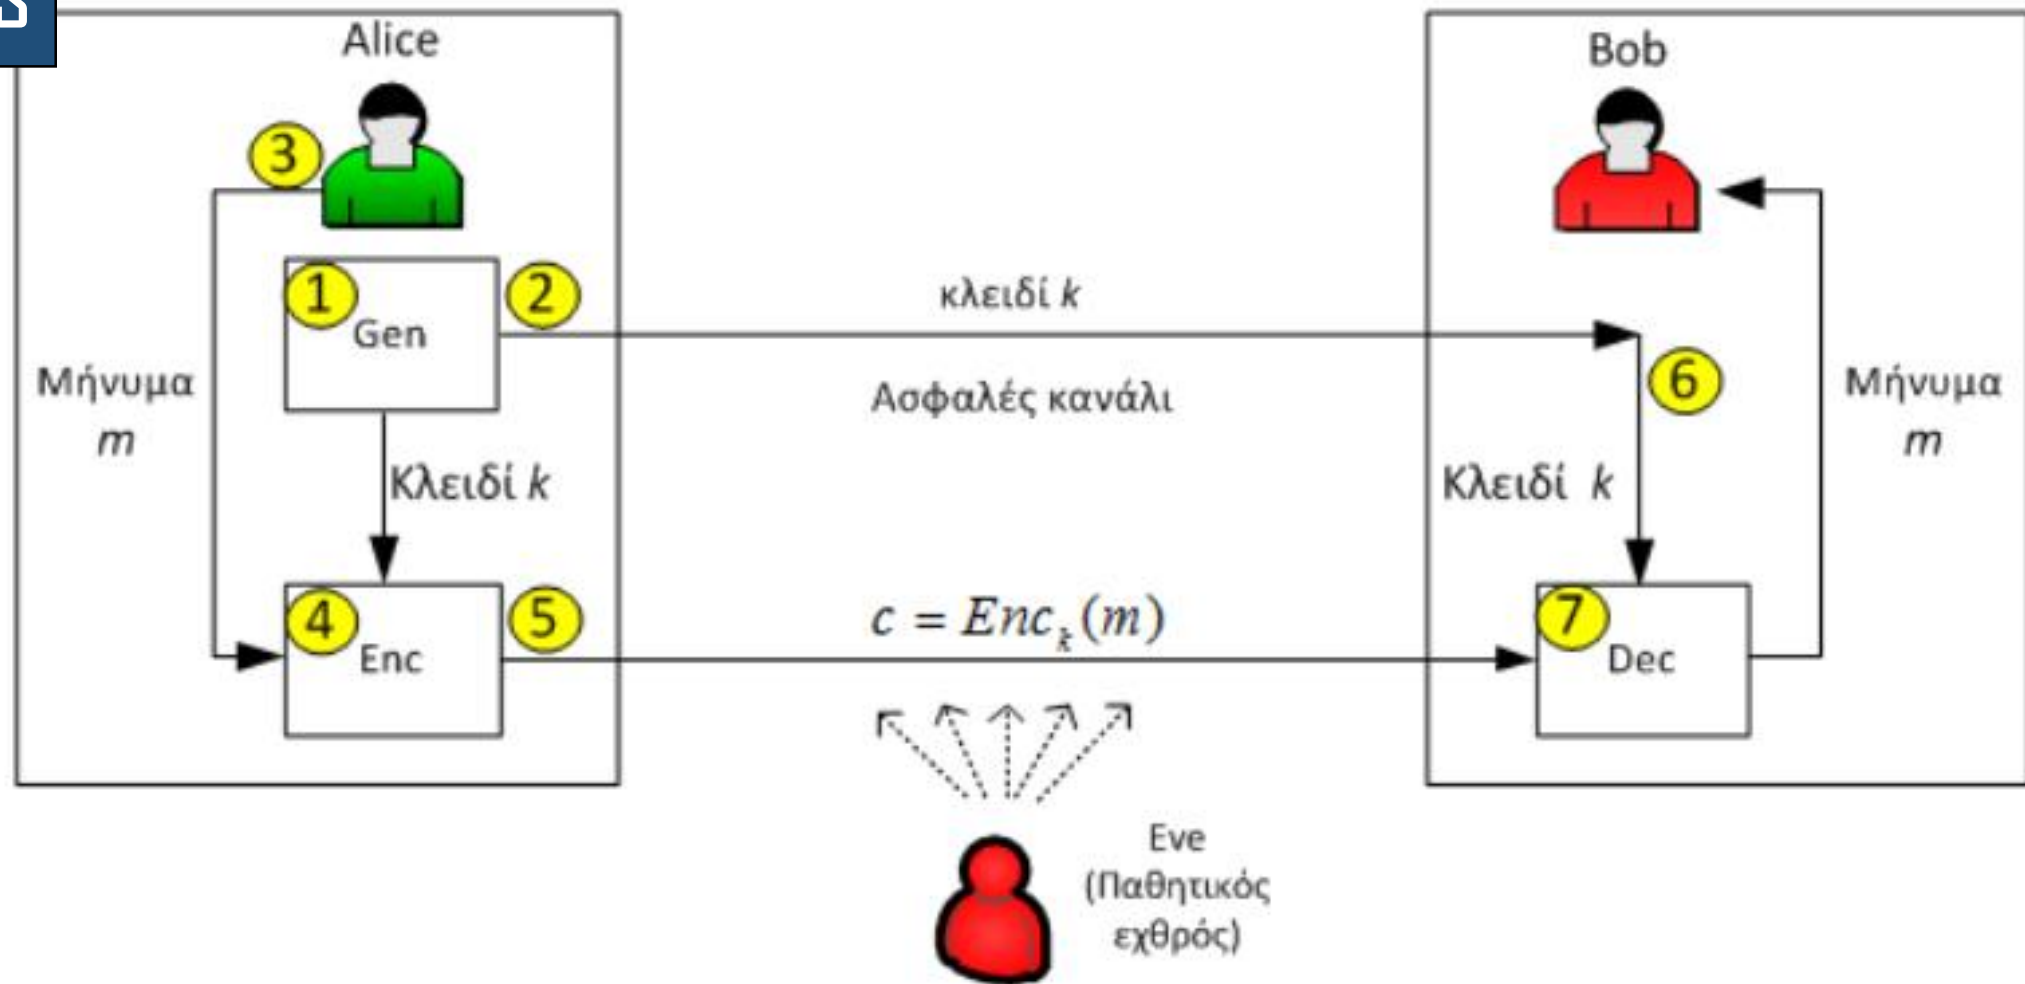 Alice
Bob
3
1
Gen
2
κλειδί k
Ασφαλές κανάλι
6
Μήνυμα
m
Μήνυμα
m
Κλειδί k
Κλειδί k
4
Enc
5
c = Enc_k(m)
7
Dec
Eve
(Παθητικός
εχθρός)